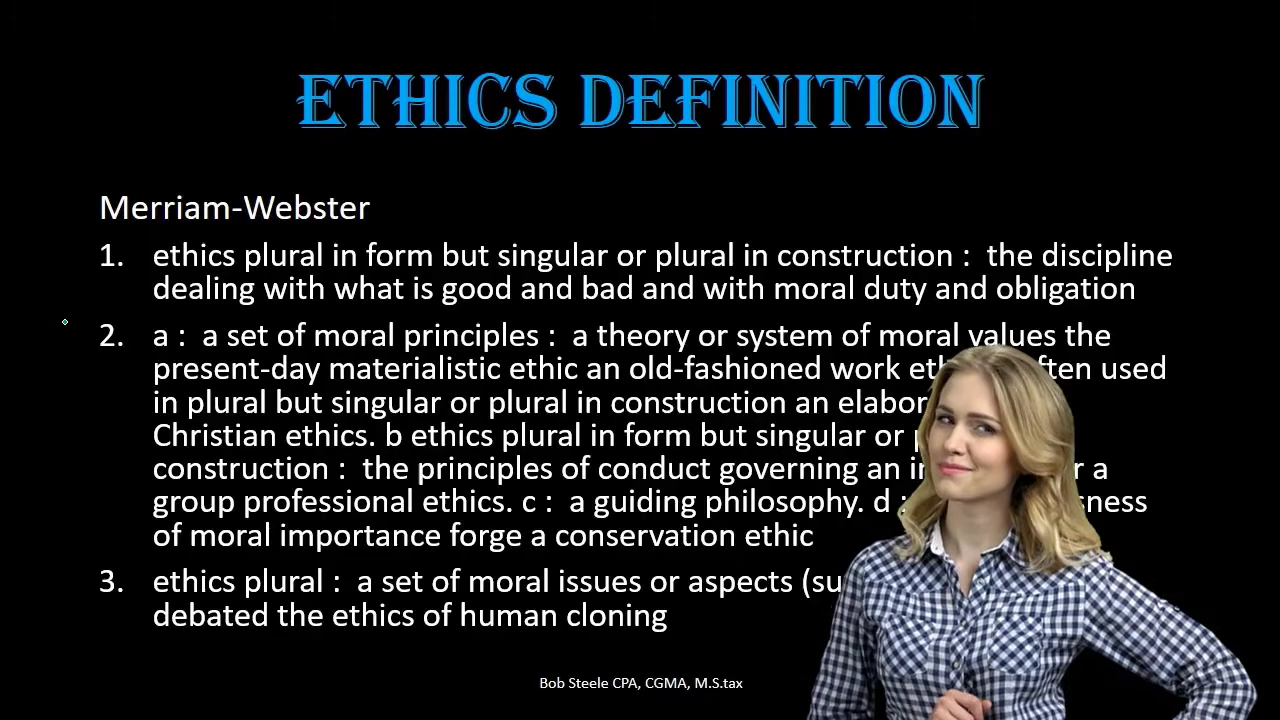 ETHICS DEFINITION
Merriam-Webster
1. ethics plural in form but singular or plural in construction : the discipline
dealing with what is good and bad and with moral duty and obligation
2. a : a set of moral principles : a theory or system of moral values the
present-day materialistic ethic an old-fashioned work used
in plural but singular or plural in construction an
Christian ethics. b ethics plural in form but singular or
construction : the principles of conduct governing an a
group professional ethics. c : a guiding philosophy. d :
of moral importance forge a conservation ethic
3. ethics plural : a set of moral issues or aspects
debated the ethics of human cloning
Bob Steele CPA, CGMA, M.S.tax